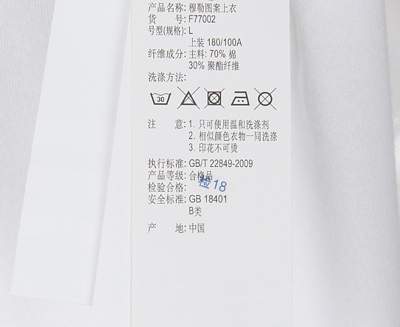 产品名称: 穆勒图案上衣
货 号: F77002
号型(规格): L
上装 180/100A
纤维成分: 主料: 70% 棉
30% 聚酯纤维
洗涤方法:
30
注 意: 1. 只可使用温和洗涤剂
2. 相似颜色衣物一同洗涤
3. 印花不可烫
执行标准: GB/T 22849-2009
产品等级: 合格品
检验合格: 检18
安全标准: GB 18401
B类
产 地: 中国